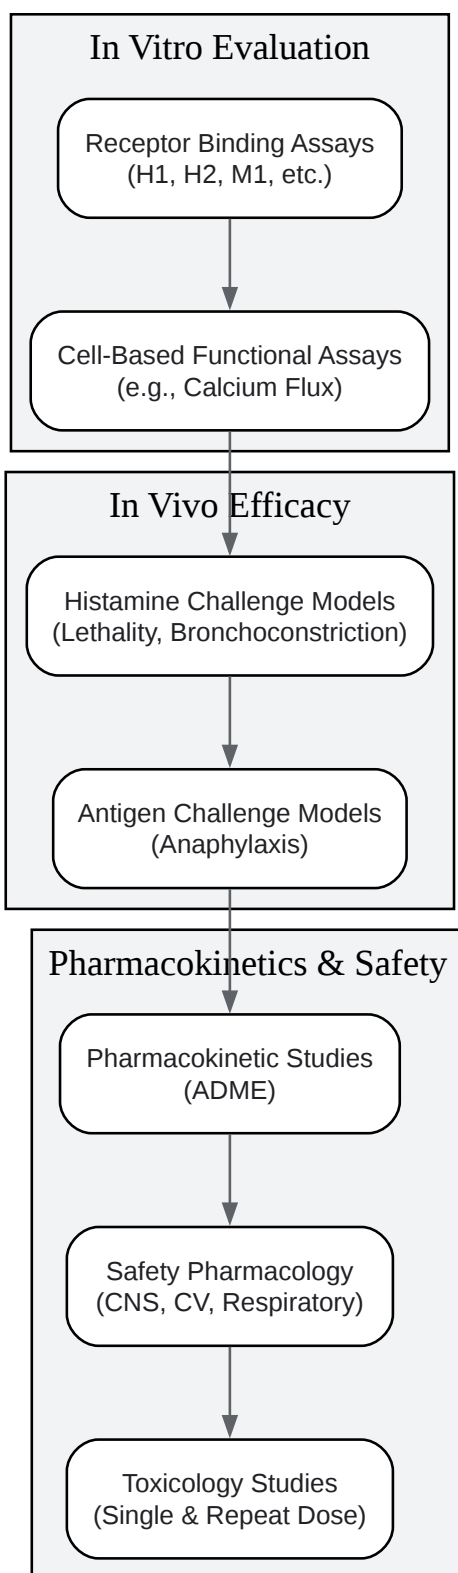 In Vitro Evaluation
Receptor Binding Assays
(H1, H2, M1, etc.)
Cell-Based Functional Assays
(e.g., Calcium Flux)
In Vivo Efficacy
Histamine Challenge Models
(Lethality, Bronchoconstriction)
Antigen Challenge Models
(Anaphylaxis)
Pharmacokinetics & Safety
Pharmacokinetic Studies
(ADME)
Safety Pharmacology
(CNS, CV, Respiratory)
Toxicology Studies
(Single & Repeat Dose)